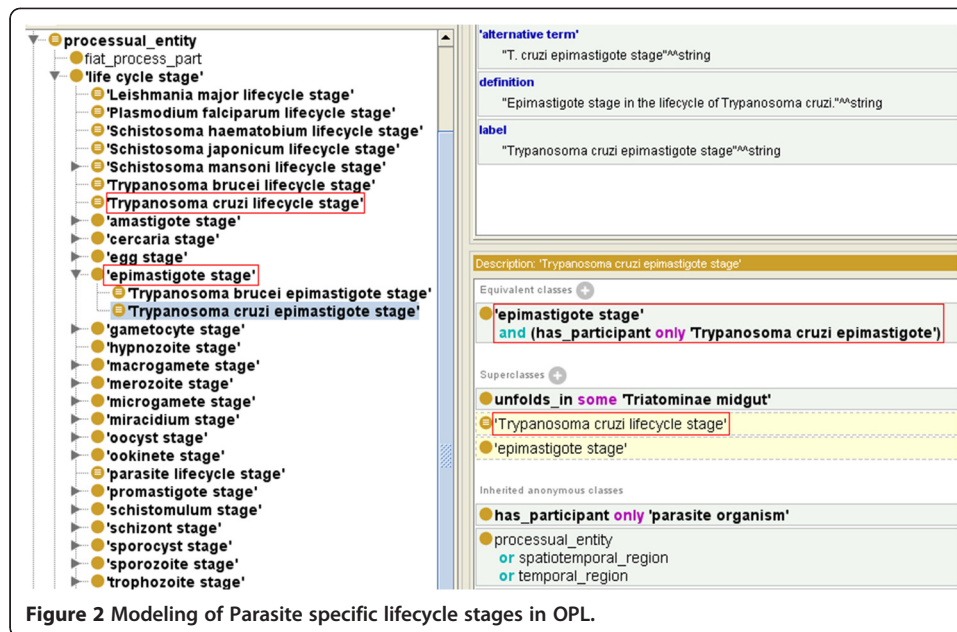 processual_entity
fiat_process_part
'life cycle stage'
'Leishmania major lifecycle stage'
'Plasmodium falciparum lifecycle stage'
'Schistosoma haematobium lifecycle stage'
'Schistosoma japonicum lifecycle stage'
'Schistosoma mansoni lifecycle stage'
'Trypanosoma brucei lifecycle stage'
'Trypanosoma cruzi lifecycle stage'
'amastigote stage'
'cercaria stage'
'egg stage'
'epimastigote stage'
'Trypanosoma brucei epimastigote stage'
'Trypanosoma cruzi epimastigote stage'
'gametocyte stage'
'hypnozoite stage'
'macrogamete stage'
'merozoite stage'
'microgamete stage'
'miracidium stage'
'oocyst stage'
'ookinete stage'
'parasite lifecycle stage'
'promastigote stage'
'schistomulum stage'
'schizont stage'
'sporocyst stage'
'sporozoite stage'
'trophozoite stage'
'alternative term'
"T. cruzi epimastigote stage"^^string
definition
"Epimastigote stage in the lifecycle of Trypanosoma cruzi."^^string
label
"Trypanosoma cruzi epimastigote stage"^^string
Description: 'Trypanosoma cruzi epimastigote stage'
Equivalent classes
'epimastigote stage'
and (has_participant only 'Trypanosoma cruzi epimastigote')
Superclasses
unfolds_in some 'Triatominae midgut'
'Trypanosoma cruzi lifecycle stage'
'epimastigote stage'
Inherited anonymous classes
has_participant only 'parasite organism'
processual_entity
or spatiotemporal_region
or temporal_region
Figure 2 Modeling of Parasite specific lifecycle stages in OPL.